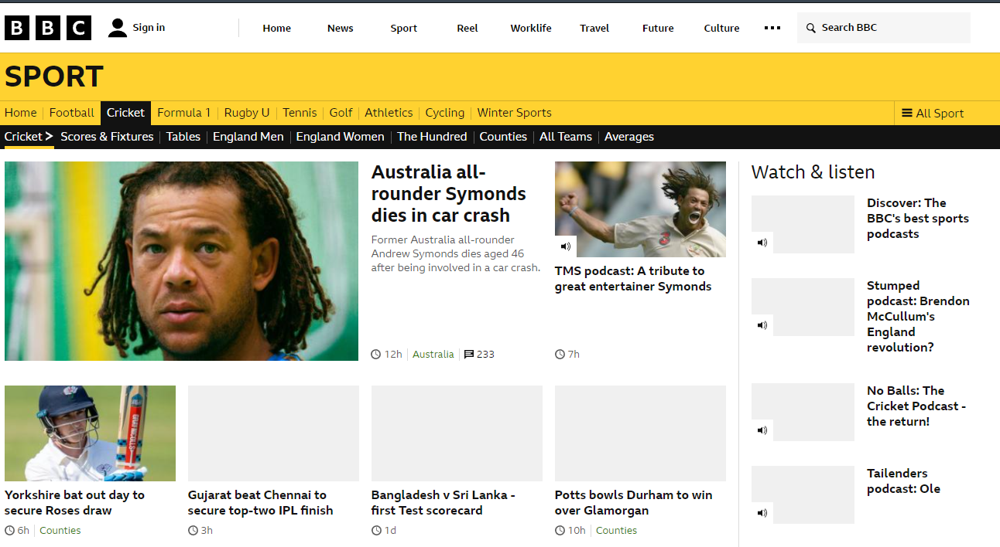 BBC
Sign in
Home
News
Sport
Reel
Worklife
Travel
Future
Culture
Search BBC
SPORT
Home
Football
Cricket
Formula 1
Rugby U
Tennis
Golf
Athletics
Cycling
Winter Sports
All Sport
Cricket
Scores & Fixtures
Tables
England Men
England Women
The Hundred
Counties
All Teams
Averages
Australia all-
rounder Symonds
dies in car crash
Former Australia all-rounder
Andrew Symonds dies aged 46
after being involved in a car crash.
12h
Australia
233
3
TMS podcast: A tribute to
great entertainer Symonds
7h
GRAY NICOLLS
Yorkshire bat out day to
secure Roses draw
6h
Counties
Gujarat beat Chennai to
secure top-two IPL finish
3h
Bangladesh v Sri Lanka -
first Test scorecard
1d
Potts bowls Durham to win
over Glamorgan
10h
Counties
Watch & listen
Discover: The
BBC's best sports
podcasts
Stumped
podcast: Brendon
McCullum's
England
revolution?
No Balls: The
Cricket Podcast -
the return!
Tailenders
podcast: Ole